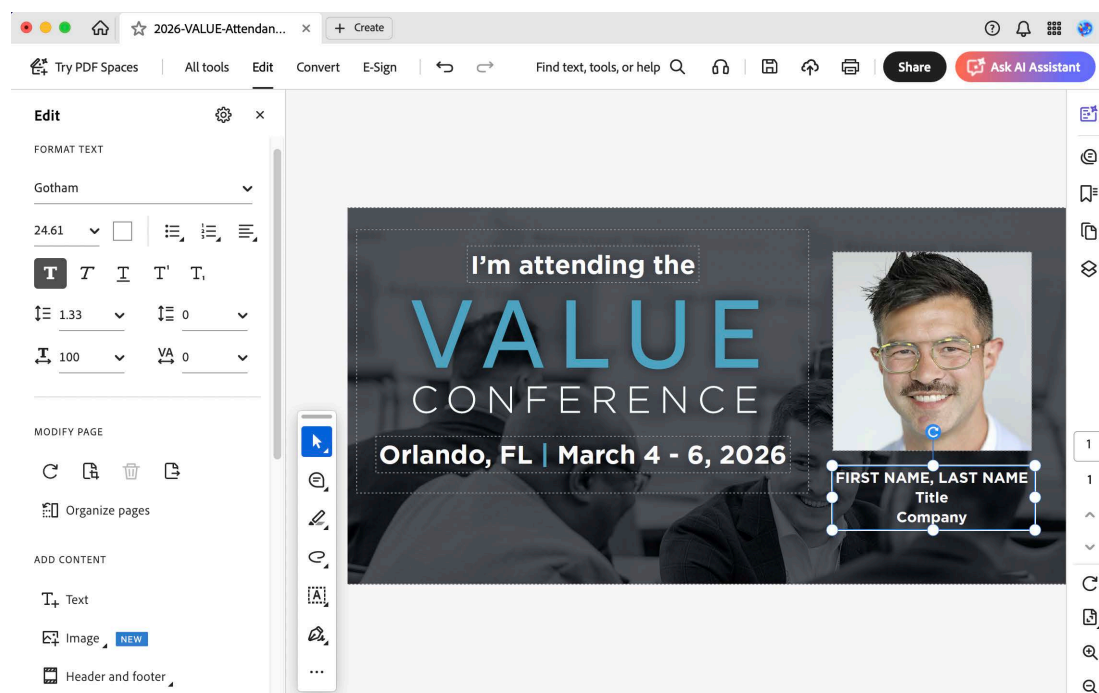 2026-VALUE-Attendan...
Create
Try PDF Spaces
All tools
Edit
Convert
E-Sign
Find text, tools, or help
Share
Ask AI Assistant
Edit
FORMAT TEXT
Gotham
24.61
T T T T' T,
1.33
0
T 100
VA 0
MODIFY PAGE
Organize pages
ADD CONTENT
Text
Image
NEW
Header and footer
A
I'm attending the
VALUE
CONFERENCE
Orlando, FL | March 4 - 6, 2026
FIRST NAME, LAST NAME
Title
Company
1
1